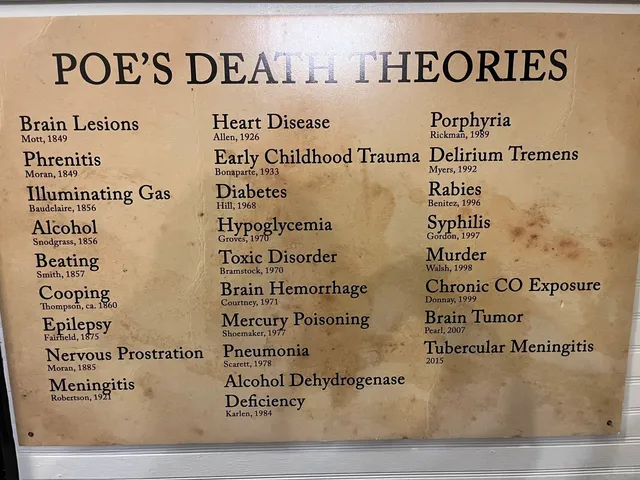 POE'S DEATH THEORIES
Brain Lesions
Mott, 1849
Phrenitis
Moran, 1849
Illuminating Gas
Baudelaire, 1856
Alcohol
Snodgrass, 1856
Beating
Smith, 1857
Cooping
Thompson, ca. 1860
Epilepsy
Fairfield, 1875
Nervous Prostration
Moran, 1885
Meningitis
Robertson, 1921
Heart Disease
Allen, 1926
Early Childhood Trauma
Bonaparte, 1933
Diabetes
Hill, 1968
Hypoglycemia
Groves, 1970
Toxic Disorder
Bramstock, 1970
Brain Hemorrhage
Courtney, 1971
Mercury Poisoning
Shoemaker, 1977
Pneumonia
Scarett, 1978
Alcohol Dehydrogenase
Deficiency
Karlen, 1984
Porphyria
Rickman, 1989
Delirium Tremens
Myers, 1992
Rabies
Benitez, 1996
Syphilis
Gordon, 1997
Murder
Walsh, 1998
Chronic CO Exposure
Donnay, 1999
Brain Tumor
Pearl, 2007
Tubercular Meningitis
2015